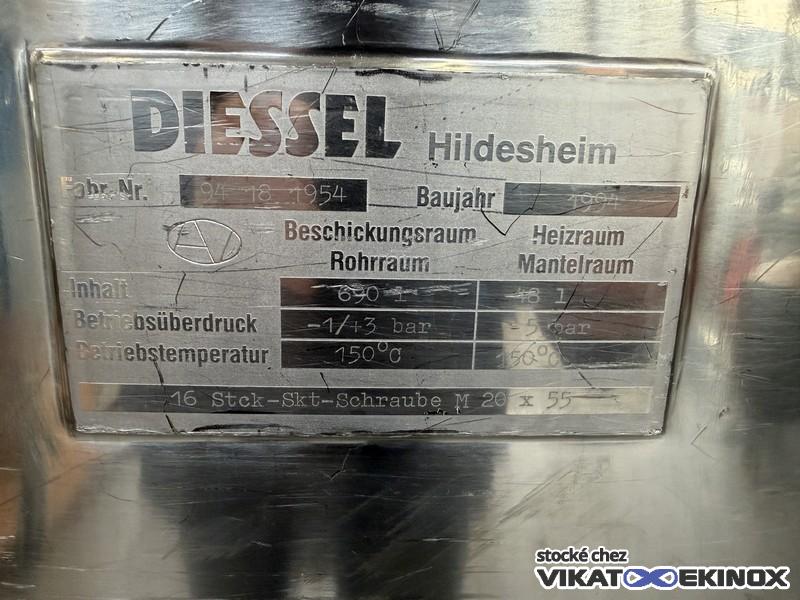 DIESSEL Hildesheim
Fabr.-Nr. 94 18 1954 Baujahr 1994
AV Beschickungsraum Heizraum
Rohrraum Mantelraum
Inhalt 690 l 48 l
Betriebsüberdruck -1/+3 bar -5 bar
Betriebstemperatur 150°C 150°C
16 Stck-Skt-Schraube M 20 x 55
stocké chez
VIKAT EKINOX